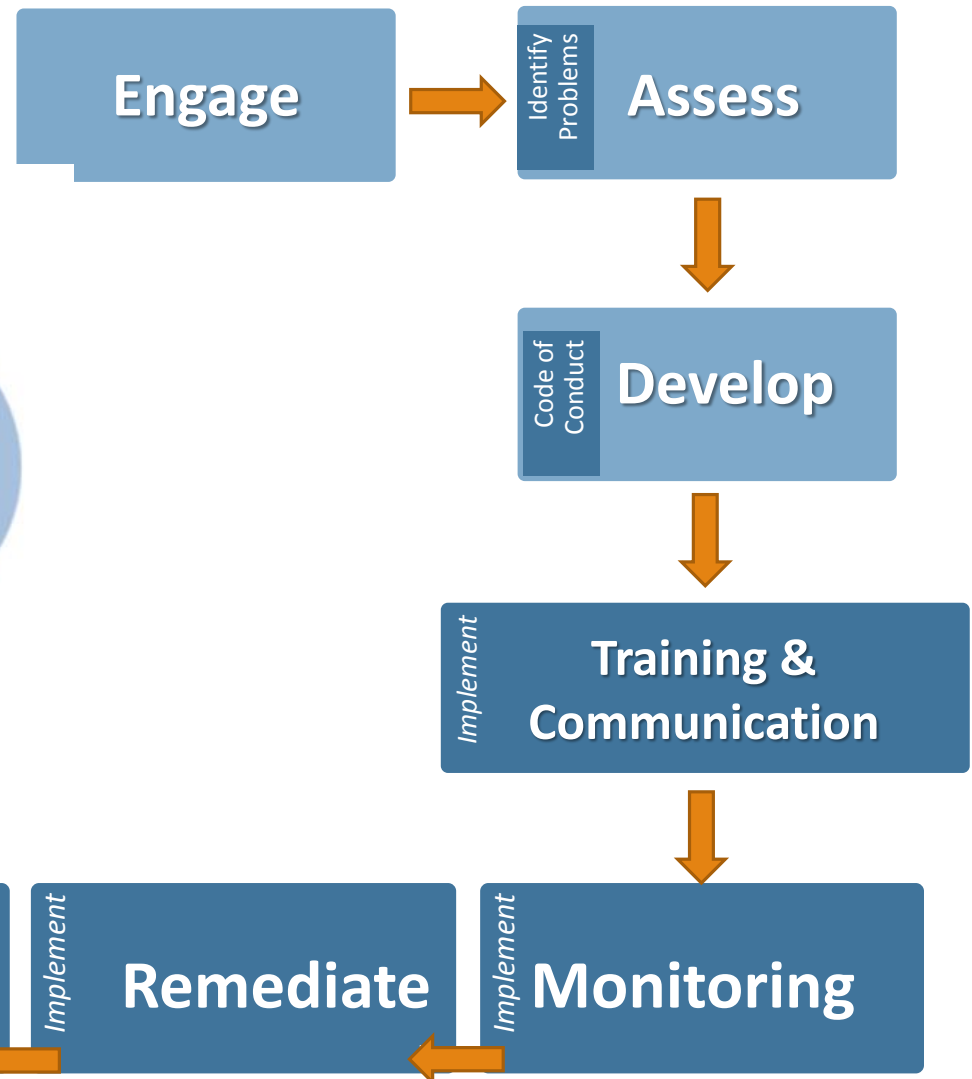 Engage
Identify
Problems
Assess
Code of
Conduct
Develop
Implement
Training &
Communication
Implement
Remediate
Implement
Monitoring